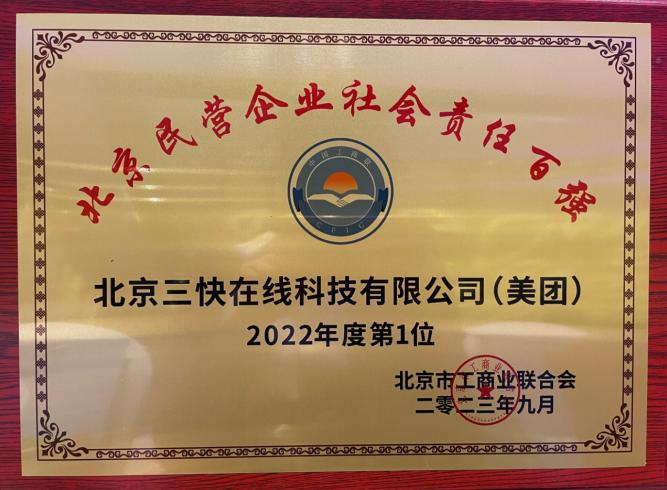 北京民营企业社会责任百强
中国工商联
CFIC
北京三快在线科技有限公司(美团)
2022年度第1位
北京市工商业联合会
二零二三年九月